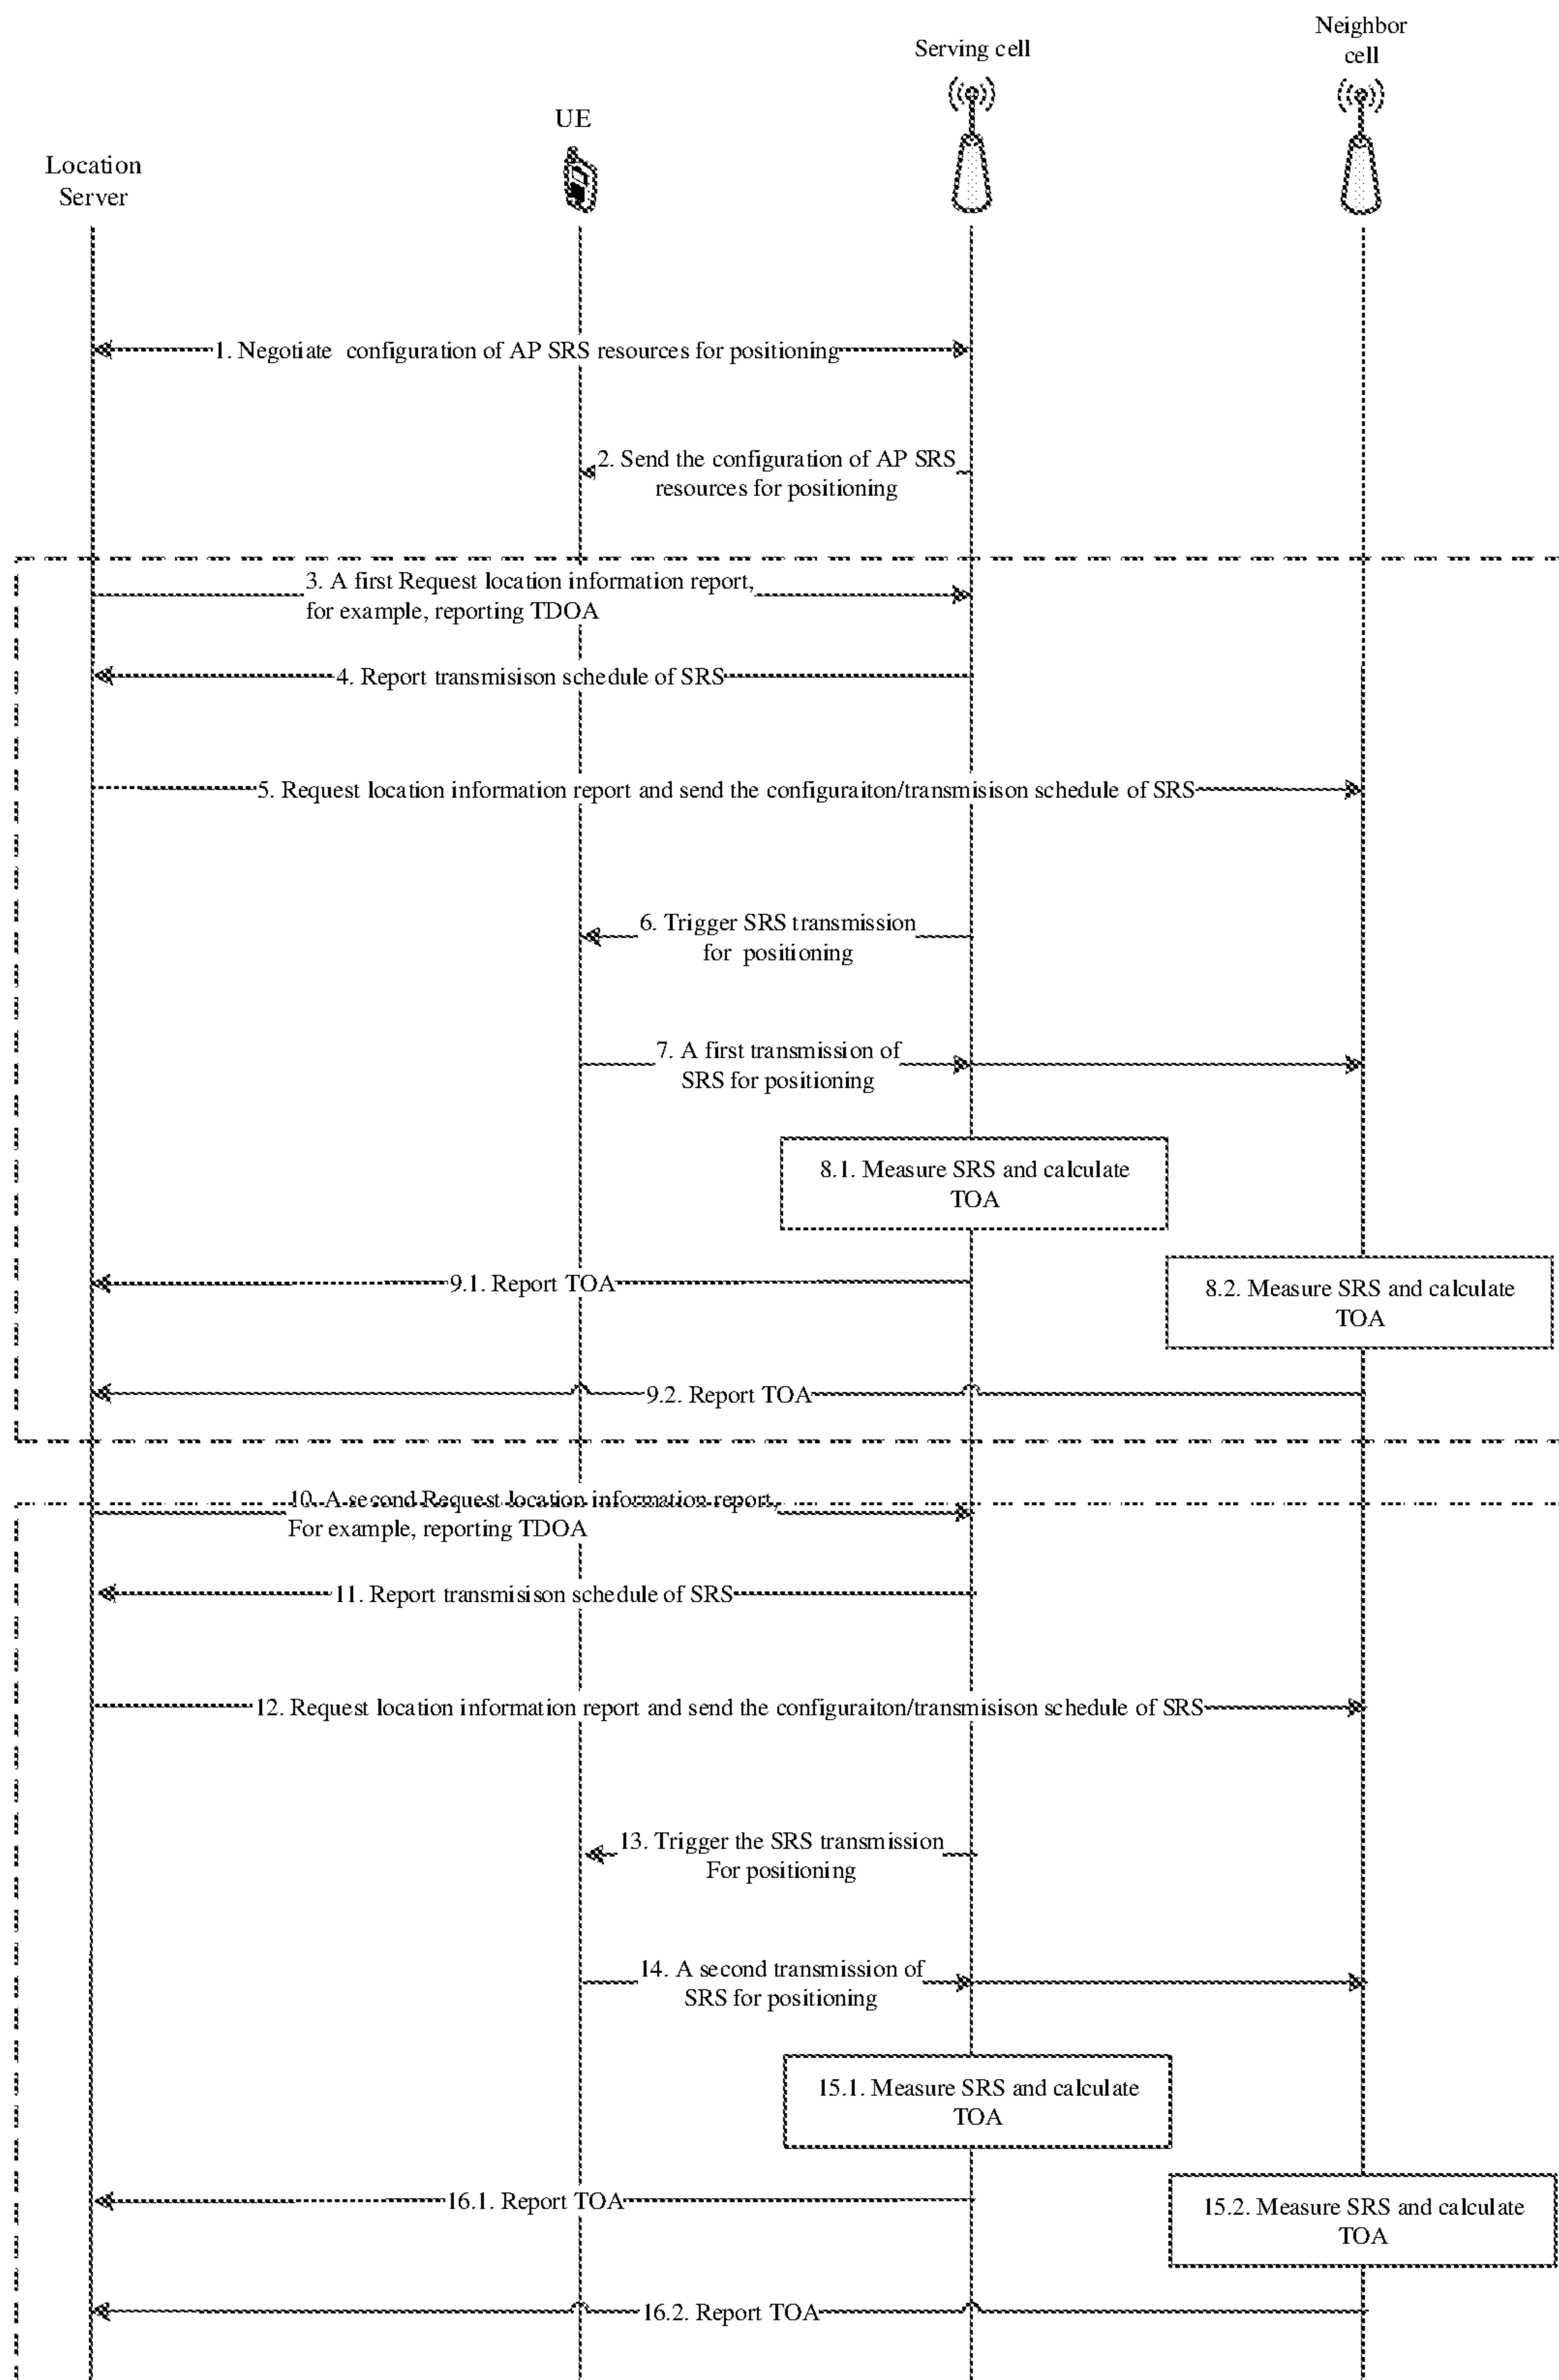 Neighbor
cell
Serving cell
UE
Location
Server
1. Negotiate configuration of AP SRS resources for positioning
2. Send the configuration of AP SRS
resources for positioning
3. A first Request location information report,
for example, reporting TDOA
4. Report transmisison schedule of SRS
5. Request location information report and send the configuraiton/transmisison schedule of SRS
6. Trigger SRS transmission
for positioning
7. A first transmission of
SRS for positioning
8.1. Measure SRS and calculate
TOA
9.1. Report TOA
8.2. Measure SRS and calculate
TOA
9.2. Report TOA
10. A second Request location information report,
For example, reporting TDOA
11. Report transmisison schedule of SRS
12. Request location information report and send the configuraiton/transmisison schedule of SRS
13. Trigger the SRS transmission
For positioning
14. A second transmission of
SRS for positioning
15.1. Measure SRS and calculate
TOA
16.1. Report TOA
15.2. Measure SRS and calculate
TOA
16.2. Report TOA